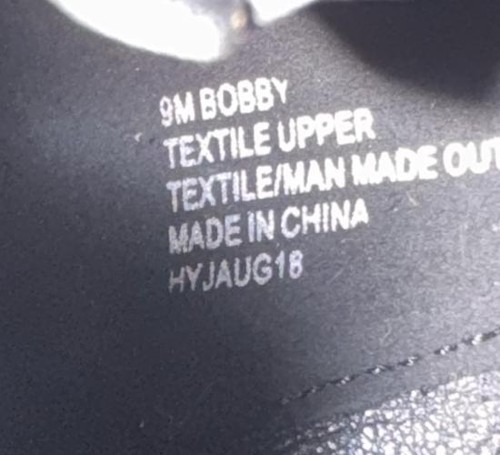 9M BOBBY
TEXTILE UPPER
TEXTILE/MAN MADE OUT
MADE IN CHINA
HYJAUG18